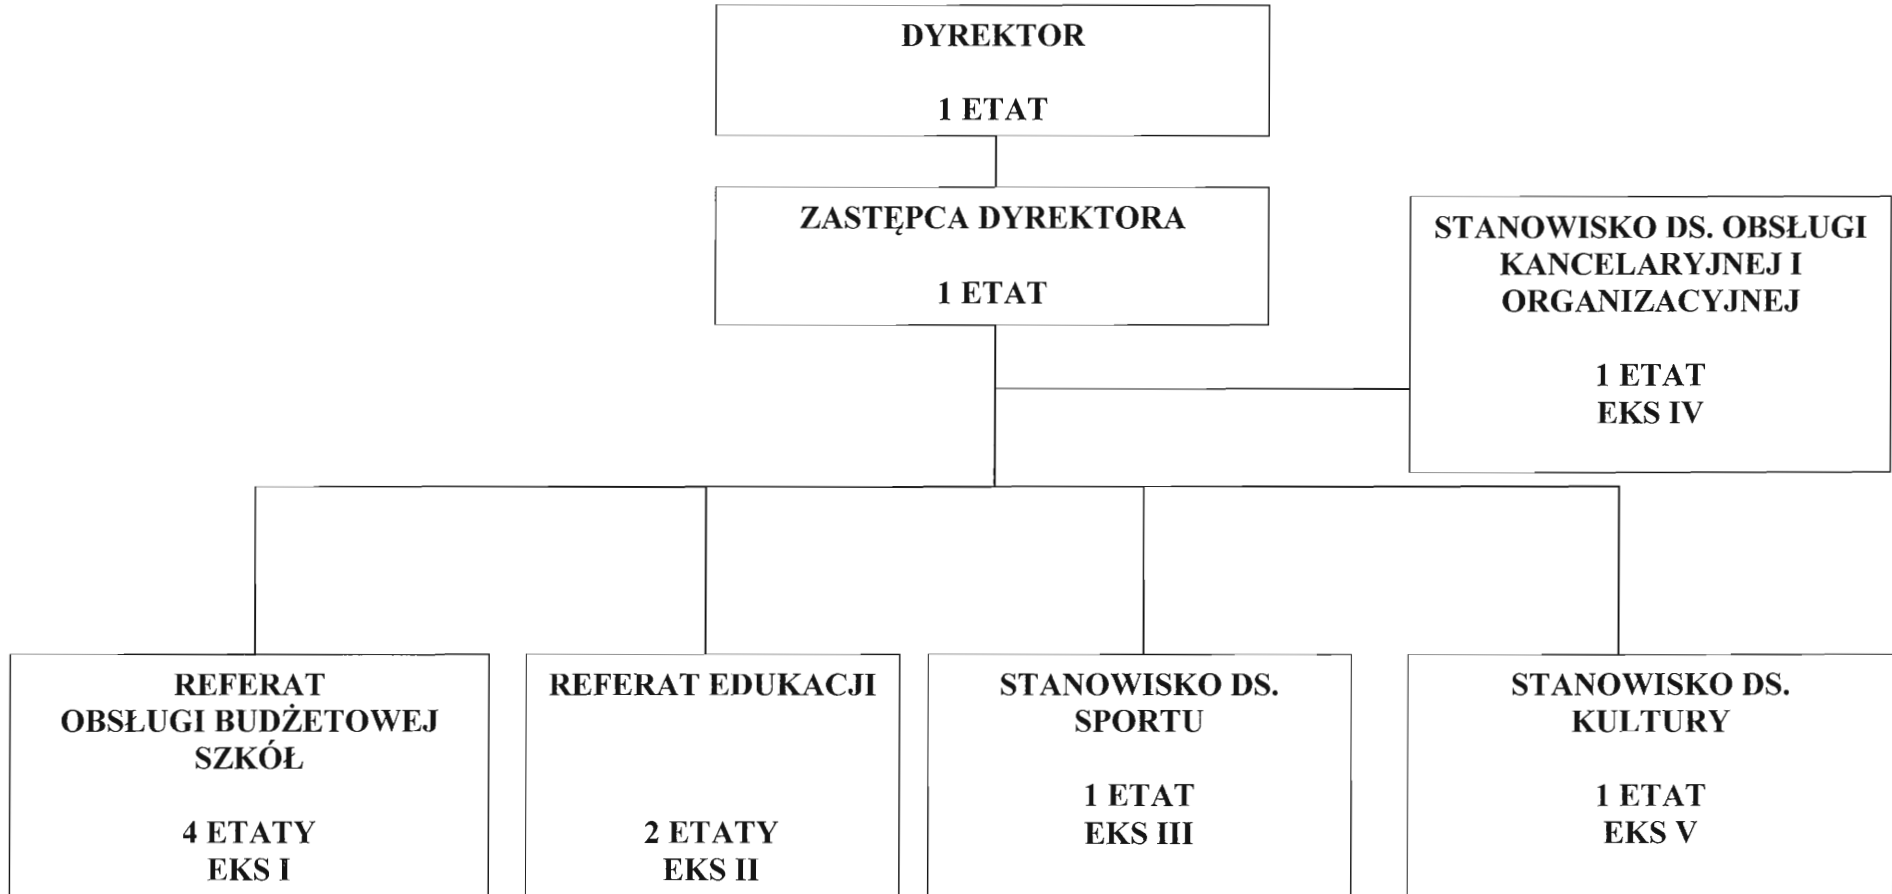 DYREKTOR
1 ETAT
ZASTĘPCA DYREKTORA
1 ETAT
STANOWISKO DS. OBSŁUGI
KANCELARYJNEJ I
ORGANIZACYJNEJ
1 ETAT
EKS IV
REFERAT
OBSŁUGI BUDŻETOWEJ
SZKÓŁ
4 ETATY
EKS I
REFERAT EDUKACJI
2 ETATY
EKS II
STANOWISKO DS.
SPORTU
1 ETAT
EKS III
STANOWISKO DS.
KULTURY
1 ETAT
EKS V